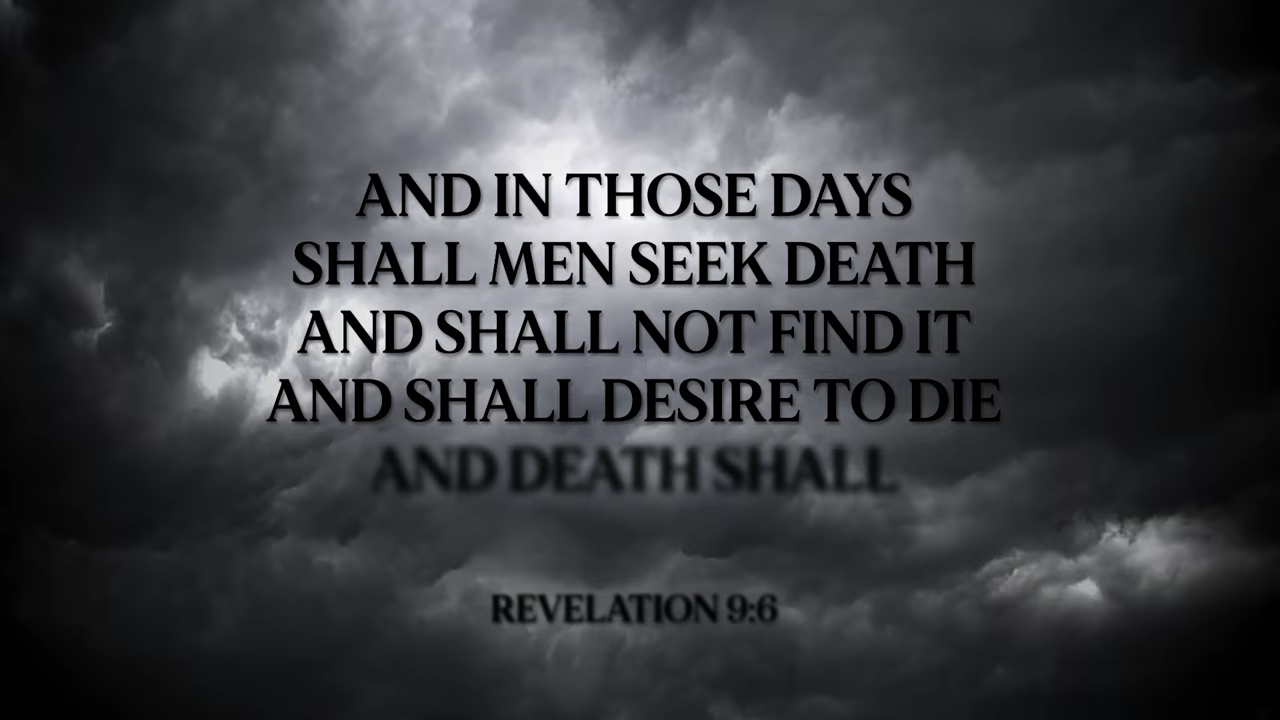 AND IN THOSE DAYS
SHALL MEN SEEK DEATH
AND SHALL NOT FIND IT
AND SHALL DESIRE TO DIE
AND DEATH SHALL
REVELATION 9:6